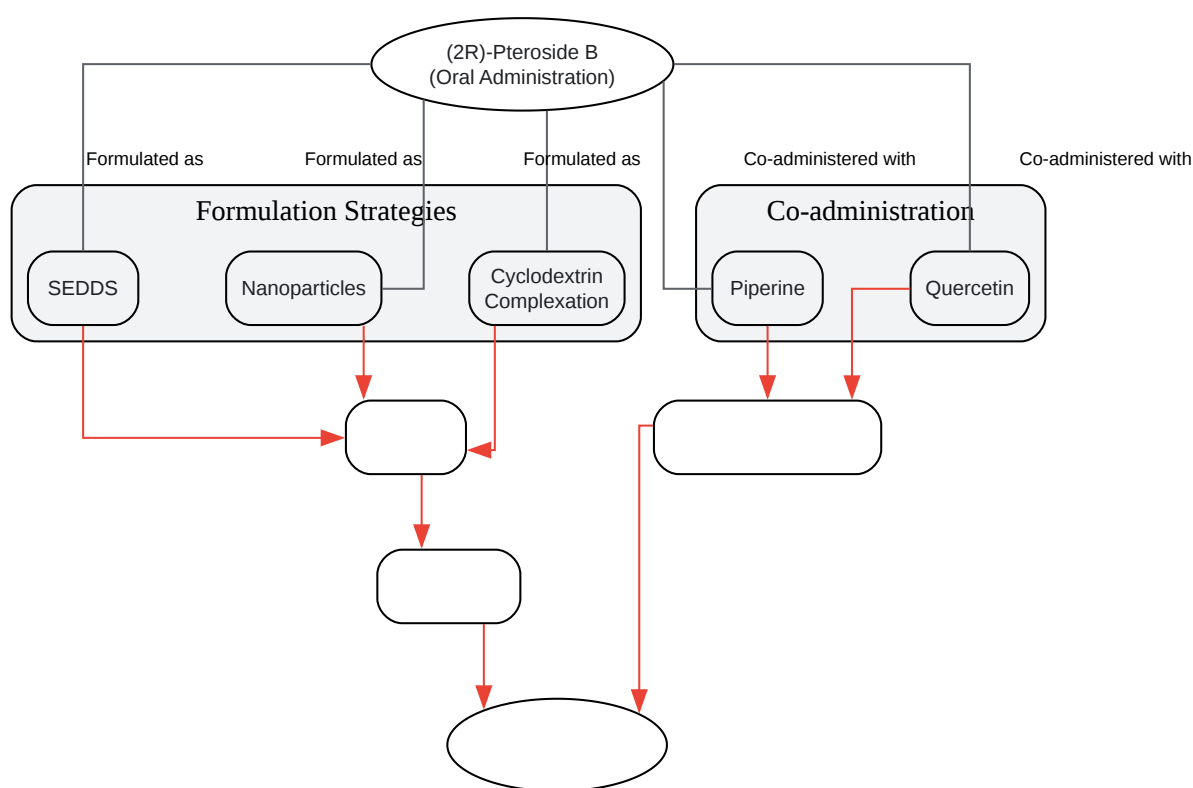 (2R)-Pteroside B
(Oral Administration)
Formulated as
Formulated as
Formulated as
Co-administered with
Co-administered with
Formulation Strategies
Co-administration
SEDDS
Nanoparticles
Cyclodextrin
Complexation
Piperine
Quercetin